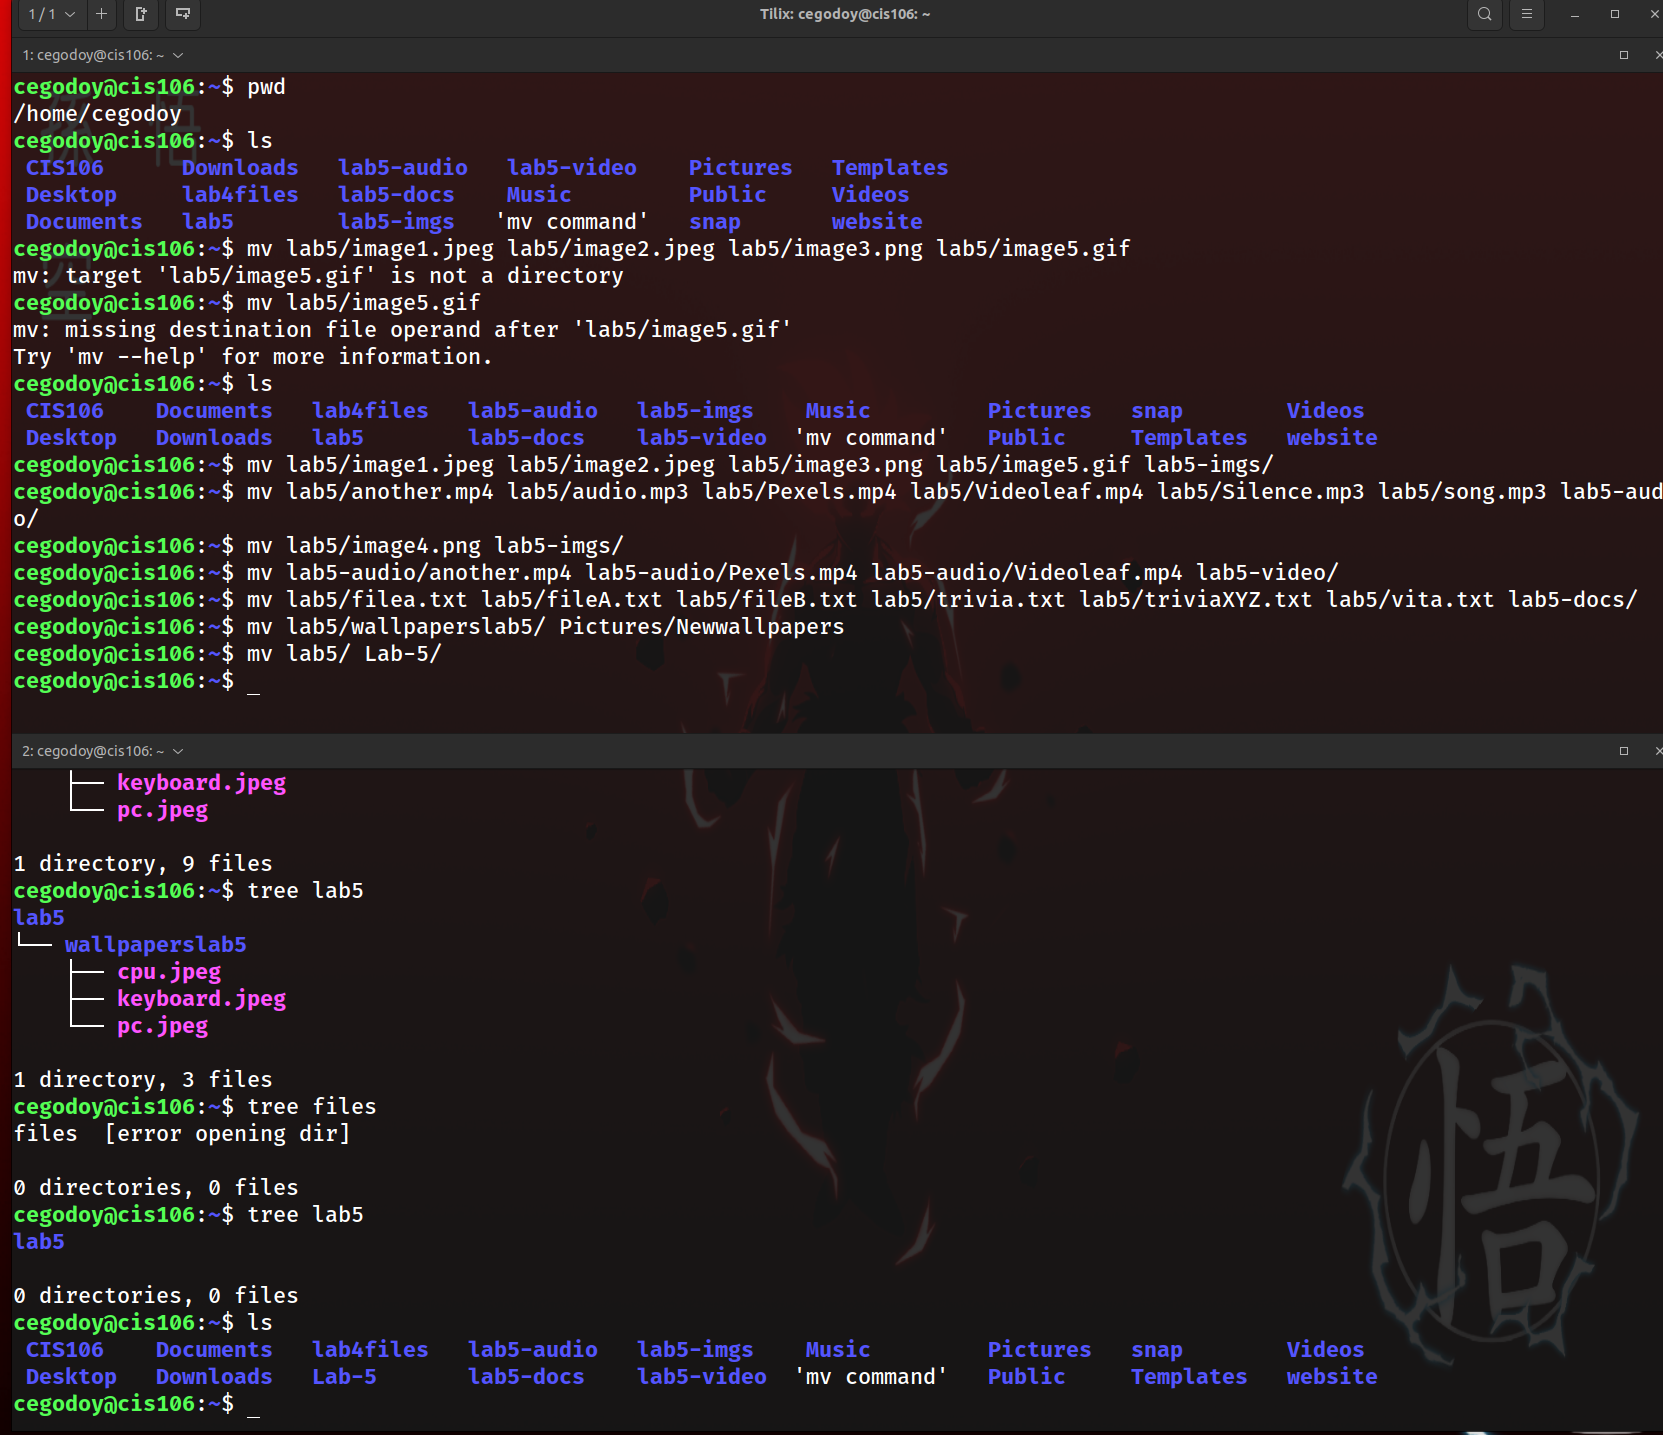 1 / 1
Tilix: cegodoy@cis106: ~
1: cegodoy@cis106: ~
cegodoy@cis106:~$ pwd
/home/cegodoy
cegodoy@cis106:~$ ls
CIS106 Downloads lab5-audio lab5-video Pictures Templates
Desktop lab4files lab5-docs Music Public Videos
Documents lab5 lab5-imgs 'mv command' snap website
cegodoy@cis106:~$ mv lab5/image1.jpeg lab5/image2.jpeg lab5/image3.png lab5/image5.gif
mv: target 'lab5/image5.gif' is not a directory
cegodoy@cis106:~$ mv lab5/image5.gif
mv: missing destination file operand after 'lab5/image5.gif'
Try 'mv --help' for more information.
cegodoy@cis106:~$ ls
CIS106 Documents lab4files lab5-audio lab5-imgs Music Pictures snap Videos
Desktop Downloads lab5 lab5-docs lab5-video 'mv command' Public Templates website
cegodoy@cis106:~$ mv lab5/image1.jpeg lab5/image2.jpeg lab5/image3.png lab5/image5.gif lab5-imgs/
cegodoy@cis106:~$ mv lab5/another.mp4 lab5/audio.mp3 lab5/Pexels.mp4 lab5/Videoleaf.mp4 lab5/Silence.mp3 lab5/song.mp3 lab5-aud
o/
cegodoy@cis106:~$ mv lab5/image4.png lab5-imgs/
cegodoy@cis106:~$ mv lab5-audio/another.mp4 lab5-audio/Pexels.mp4 lab5-audio/Videoleaf.mp4 lab5-video/
cegodoy@cis106:~$ mv lab5/filea.txt lab5/fileA.txt lab5/fileB.txt lab5/trivia.txt lab5/triviaXYZ.txt lab5/vita.txt lab5-docs/
cegodoy@cis106:~$ mv lab5/wallpaperslab5/ Pictures/Newwallpapers
cegodoy@cis106:~$ mv lab5/ Lab-5/
cegodoy@cis106:~$ _
2: cegodoy@cis106: ~
├── keyboard.jpeg
└── pc.jpeg
1 directory, 9 files
cegodoy@cis106:~$ tree lab5
lab5
└── wallpaperslab5
├── cpu.jpeg
├── keyboard.jpeg
└── pc.jpeg
1 directory, 3 files
cegodoy@cis106:~$ tree files
files [error opening dir]
0 directories, 0 files
cegodoy@cis106:~$ tree lab5
lab5
0 directories, 0 files
cegodoy@cis106:~$ ls
CIS106 Documents lab4files lab5-audio lab5-imgs Music Pictures snap Videos
Desktop Downloads Lab-5 lab5-docs lab5-video 'mv command' Public Templates website
cegodoy@cis106:~$ _
悟